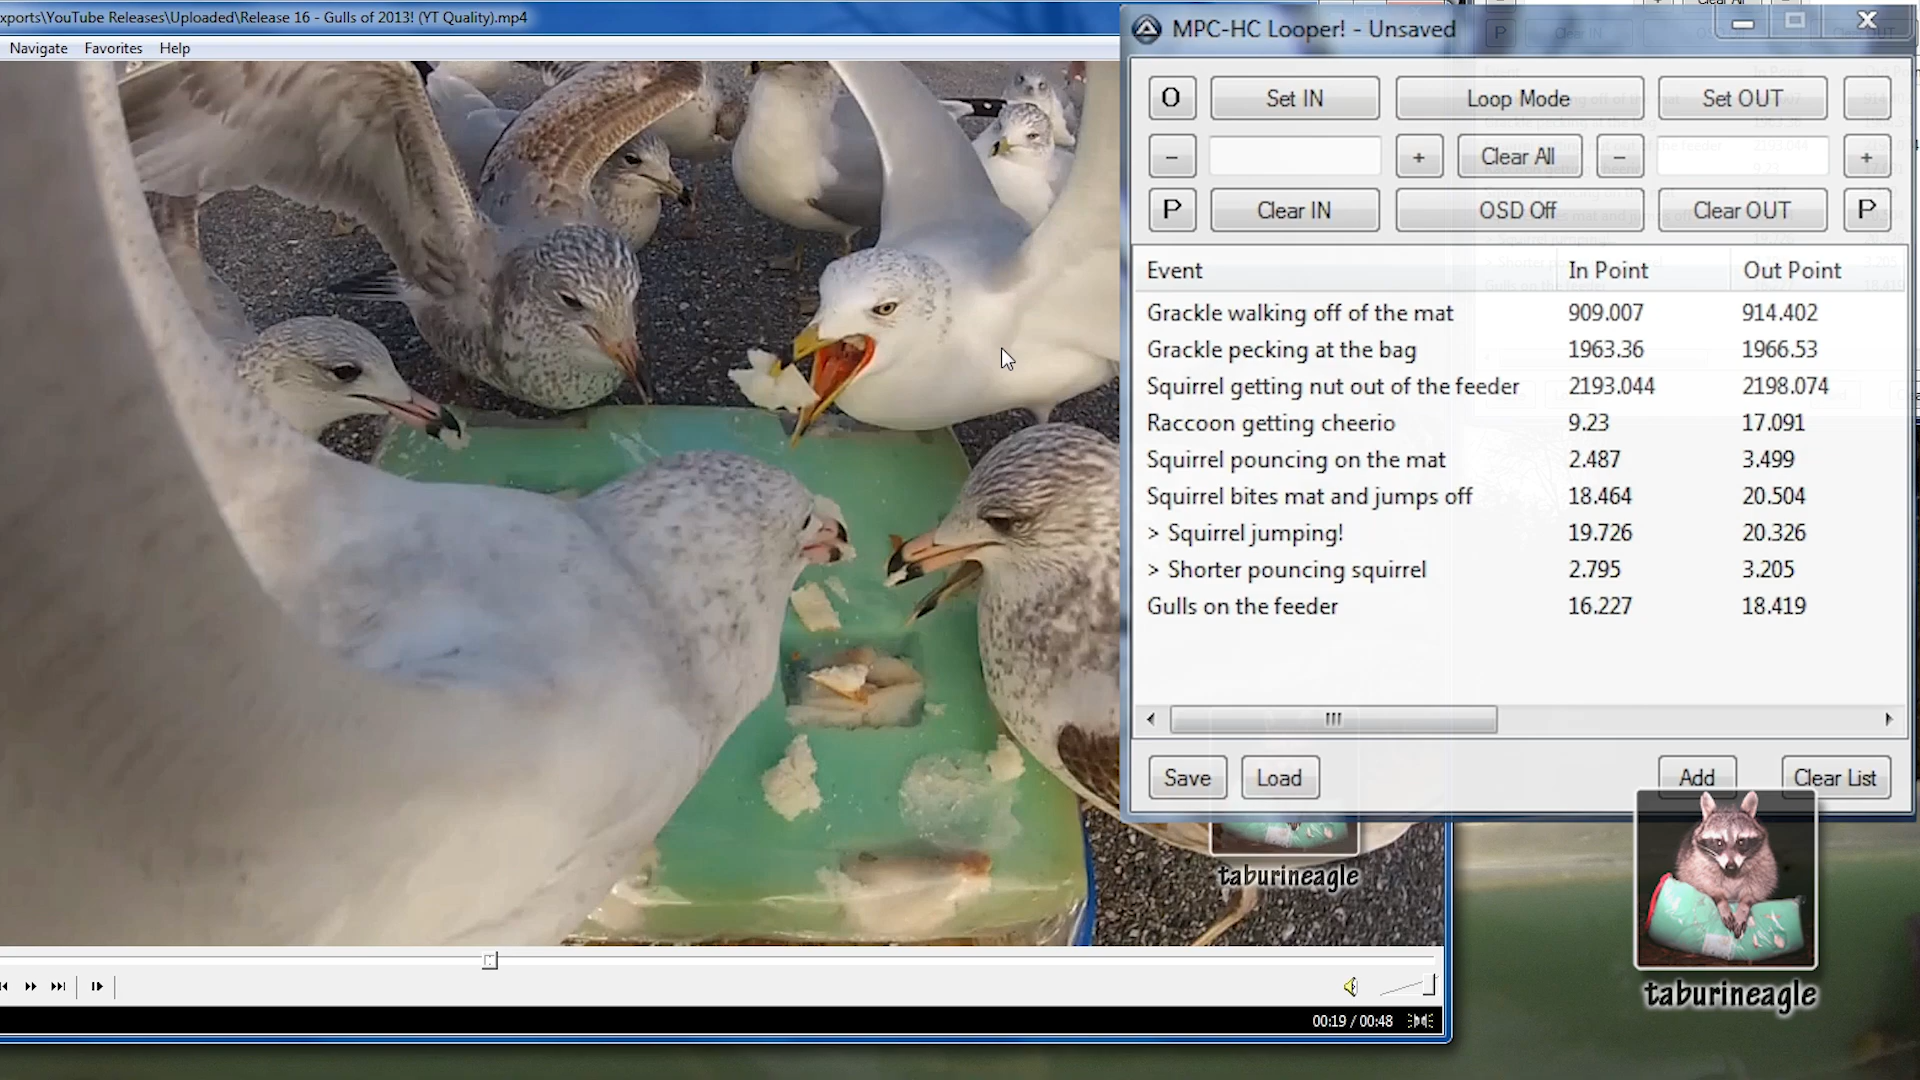 xports\YouTube Releases\Uploaded\Release 16 - Gulls of 2013! (YT Quality).mp4
Navigate Favorites Help
MPC-HC Looper! - Unsaved
O Set IN Loop Mode Set OUT
− + Clear All − +
P Clear IN OSD Off Clear OUT P
Event In Point Out Point
Grackle walking off of the mat 909.007 914.402
Grackle pecking at the bag 1963.36 1966.53
Squirrel getting nut out of the feeder 2193.044 2198.074
Raccoon getting cheerio 9.23 17.091
Squirrel pouncing on the mat 2.487 3.499
Squirrel bites mat and jumps off 18.464 20.504
> Squirrel jumping! 19.726 20.326
> Shorter pouncing squirrel 2.795 3.205
Gulls on the feeder 16.227 18.419
Save Load Add Clear List
taburineagle
taburineagle
00:19 / 00:48